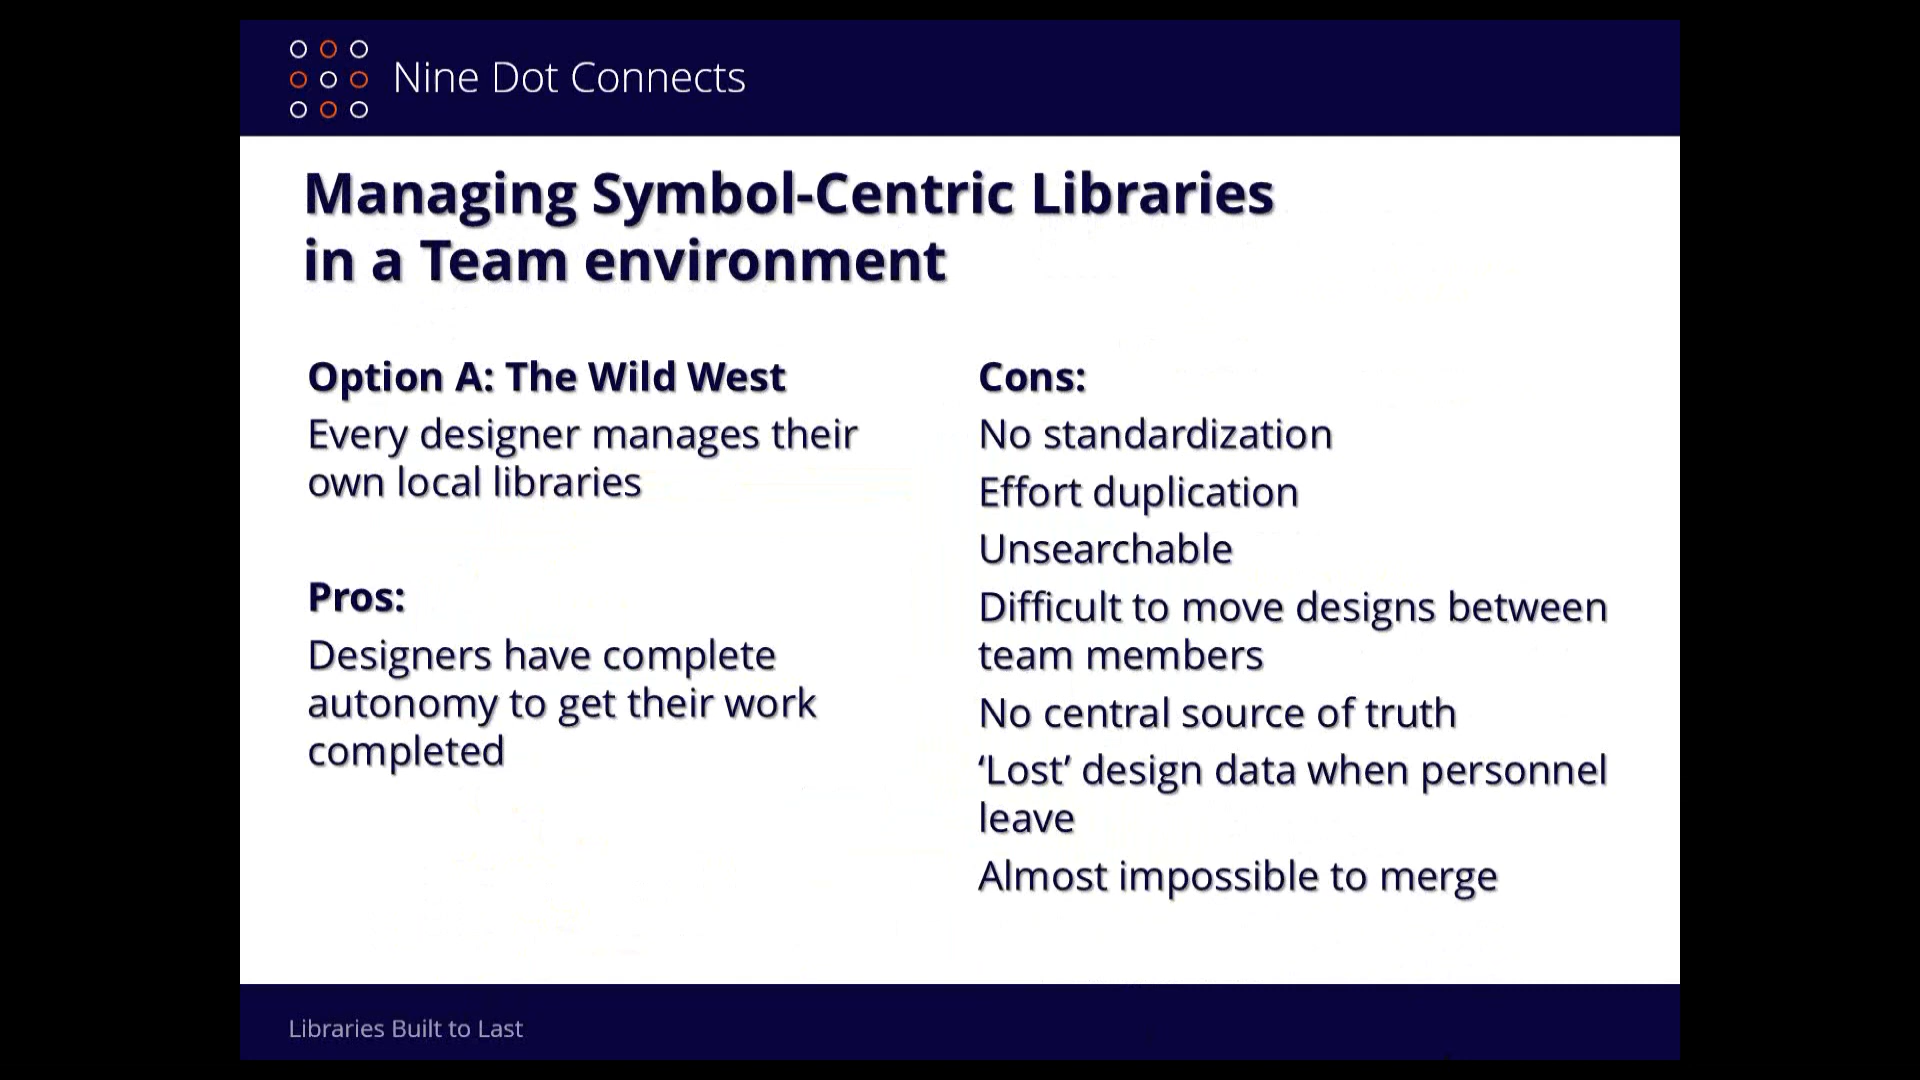 Nine Dot Connects
Managing Symbol-Centric Libraries
in a Team environment
Option A: The Wild West
Every designer manages their
own local libraries
Pros:
Designers have complete
autonomy to get their work
completed
Cons:
No standardization
Effort duplication
Unsearchable
Difficult to move designs between
team members
No central source of truth
‘Lost’ design data when personnel
leave
Almost impossible to merge
Libraries Built to Last